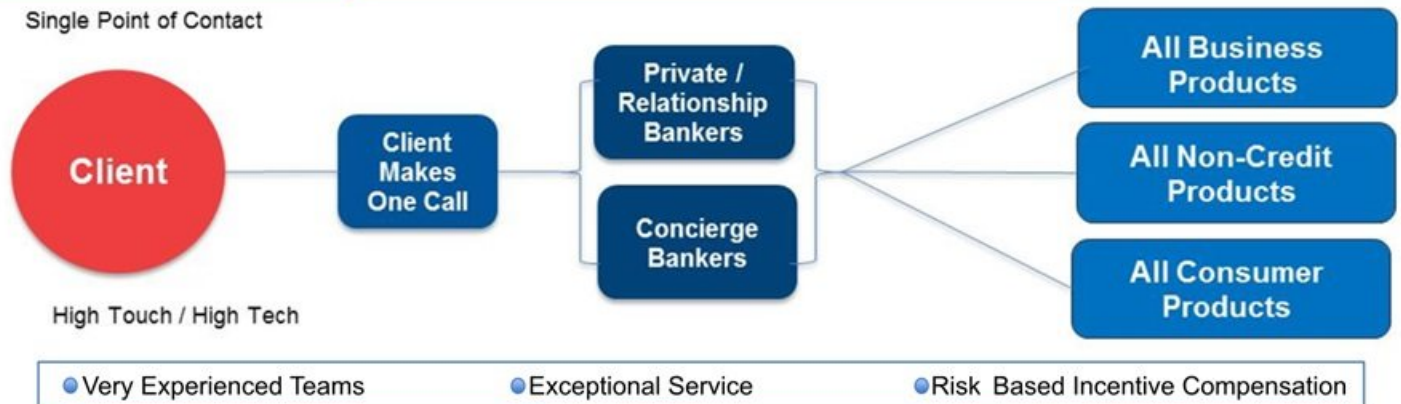 Single Point of Contact
Client
High Touch / High Tech
Client
Makes
One Call
Private /
Relationship
Bankers
Concierge
Bankers
All Business
Products
All Non-Credit
Products
All Consumer
Products
Very Experienced Teams
Exceptional Service
Risk Based Incentive Compensation